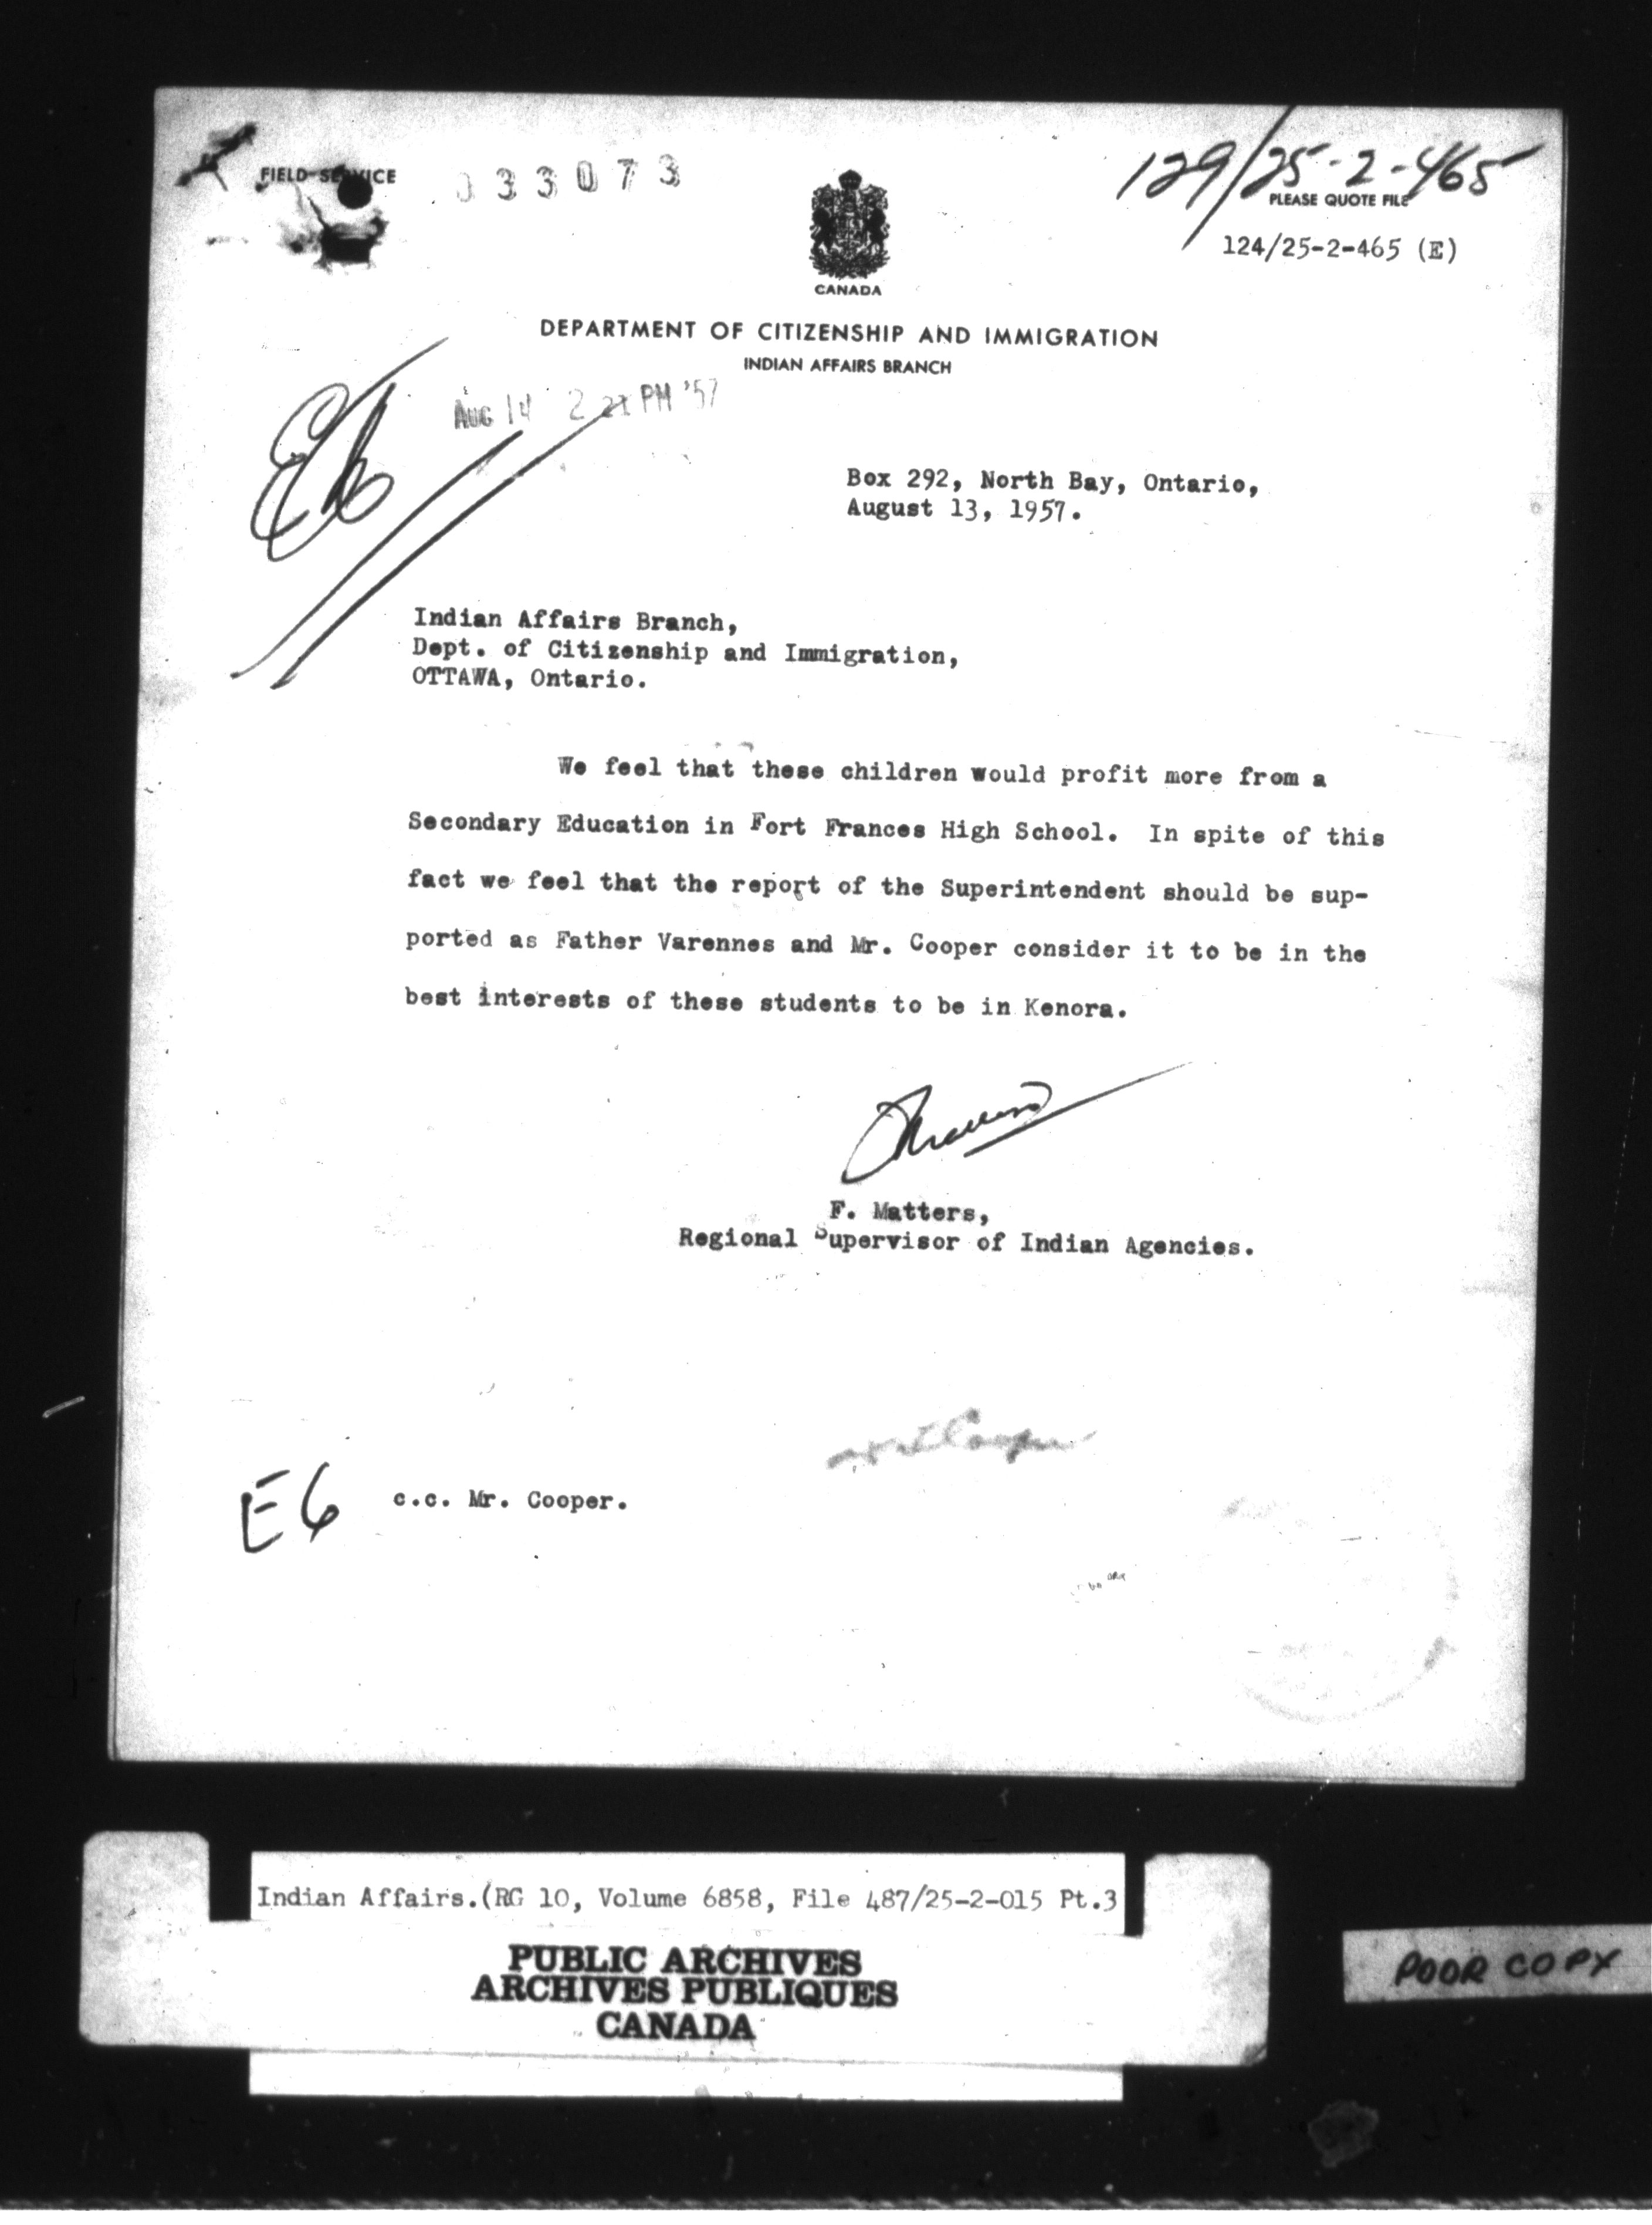 FIELD SERVICE
033073
129/25-2-465
PLEASE QUOTE FILE
124/25-2-465 (E)
CANADA
DEPARTMENT OF CITIZENSHIP AND IMMIGRATION
INDIAN AFFAIRS BRANCH
AUG 14 2 21 PM '57
Box 292, North Bay, Ontario,
August 13, 1957.
Indian Affairs Branch,
Dept. of Citizenship and Immigration,
OTTAWA, Ontario.
We feel that these children would profit more from a
Secondary Education in Fort Frances High School. In spite of this
fact we feel that the report of the Superintendent should be sup-
ported as Father Varennes and Mr. Cooper consider it to be in the
best interests of these students to be in Kenora.
F. Matters,
Regional Supervisor of Indian Agencies.
Cooper
E6
c.c. Mr. Cooper.
Indian Affairs.(RG 10, Volume 6858, File 487/25-2-015 Pt.3
PUBLIC ARCHIVES
ARCHIVES PUBLIQUES
CANADA
POOR COPY